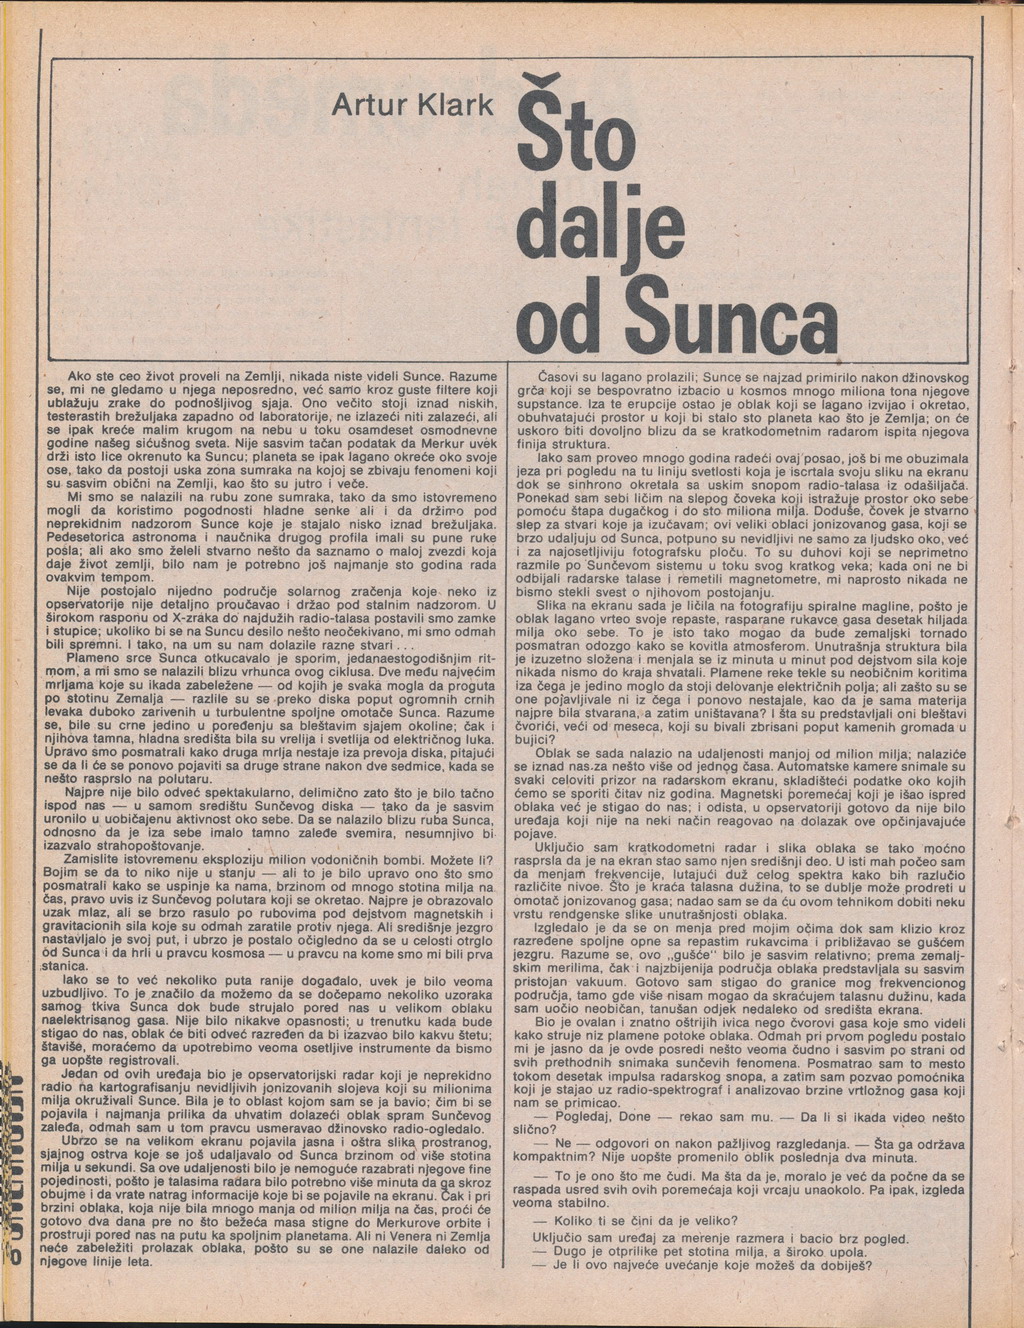 Artur Klark
Što
dalje
od Sunca
Ako ste ceo život proveli na Zemlji, nikada niste videli Sunce. Razume
se, mi ne gledamo u njega neposredno, već samo kroz guste filtere koji
ublažuju zrake do podnošljivog sjaja. Ono večito stoji iznad niskih,
testerastih brežuljaka zapadno od laboratorije, ne izlazeći niti zalazeći, ali
se ipak kreće malim krugom na nebu u toku osamdeset osmodnevne
godine našeg sićušnog sveta. Nije sasvim tačan podatak da Merkur uvek
drži isto lice okrenuto ka Suncu; planeta se ipak lagano okreće oko svoje
ose, tako da postoji uska zona sumraka na kojoj se zbivaju fenomeni koji
su sasvim obični na Zemlji, kao što su jutro i veče.
Mi smo se nalazili na rubu zone sumraka, tako da smo istovremeno
mogli da koristimo pogodnosti hladne senke ali i da držimo pod
neprekidnim nadzorom Sunce koje je stajalo nisko iznad brežuljaka.
Pedesetorica astronoma i naučnika drugog profila imali su pune ruke
posla; ali ako smo želeli stvarno nešto da saznamo o maloj zvezdi koja
daje život zemlji, bilo nam je potrebno još najmanje sto godina rada
ovakvim tempom.
Nije postojalo nijedno područje solarnog zračenja koje neko iz
opservatorije nije detaljno proučavao i držao pod stalnim nadzorom. U
širokom rasponu od X-zraka do najdužih radio-talasa postavili smo zamke
i stupice; ukoliko bi se na Suncu desilo nešto neočekivano, mi smo odmah
bili spremni. I tako, na um su nam dolazile razne stvari ...
Plameno srce Sunca otkucavalo je sporim, jedanaestogodišnjim rit-
mom, a mi smo se nalazili blizu vrhunca ovog ciklusa. Dve među najvećim
mrljama koje su ikada zabeležene — od kojih je svaka mogla da proguta
po stotinu Zemalja — razlile su se preko diska poput ogromnih crnih
levaka duboko zarivenih u turbulentne spoljne omotače Sunca. Razume
se, bile su crne jedino u poređenju sa bleštavim sjajem okoline; čak i
njihova tamna, hladna središta bila su vrelija i svetlija od električnog luka.
Upravo smo posmatrali kako druga mrlja nestaje iza prevoja diska, pitajući
se da li će se ponovo pojaviti sa druge strane nakon dve sedmice, kada se
nešto rasprslo na polutaru.
Najpre nije bilo odveć spektakularno, delimično zato što je bilo tačno
ispod nas — u samom središtu Sunčevog diska — tako da je sasvim
uronilo u uobičajenu aktivnost oko sebe. Da se nalazilo blizu ruba Sunca,
odnosno da je iza sebe imalo tamno zaleđe svemira, nesumnjivo bi
izazvalo strahopoštovanje.
Zamislite istovremenu eksploziju milion vodoničnih bombi. Možete li?
Bojim se da to niko nije u stanju — ali to je bilo upravo ono što smo
posmatrali kako se uspinje ka nama, brzinom od mnogo stotina milja na
čas, pravo uvis iz Sunčevog polutara koji se okretao. Najpre je obrazovalo
uzak mlaz, ali se brzo rasulo po rubovima pod dejstvom magnetskih i
gravitacionih sila koje su odmah zaratile protiv njega. Ali središnje jezgro
nastavljalo je svoj put, i ubrzo je postalo očigledno da se u celosti otrglo
od Sunca i da hrli u pravcu kosmosa — u pravcu na kome smo mi bili prva
stanica.
Iako se to već nekoliko puta ranije događalo, uvek je bilo veoma
uzbudljivo. To je značilo da možemo da se dočepamo nekoliko uzoraka
samog tkiva Sunca dok bude strujalo pored nas u velikom oblaku
naelektrisanog gasa. Nije bilo nikakve opasnosti; u trenutku kada bude
stigao do nas, oblak će biti odveć razređen da bi izazvao bilo kakvu štetu;
štaviše, moraćemo da upotrebimo veoma osetljive instrumente da bismo
ga uopšte registrovali.
Jedan od ovih uređaja bio je opservatorijski radar koji je neprekidno
radio na kartografisanju nevidljivih jonizovanih slojeva koji su milionima
milja okruživali Sunce. Bila je to oblast kojom sam se ja bavio; čim bi se
pojavila i najmanja prilika da uhvatim dolazeći oblak spram Sunčevog
zaleđa, odmah sam u tom pravcu usmeravao džinovsko radio-ogledalo.
Ubrzo se na velikom ekranu pojavila jasna i oštra slika prostranog,
sjajnog ostrva koje se još udaljavalo od Sunca brzinom od više stotina
milja u sekundi. Sa ove udaljenosti bilo je nemoguće razabrati njegove fine
pojedinosti, pošto je talasima radara bilo potrebno više minuta da ga skroz
obujme i da vrate natrag informacije koje bi se pojavile na ekranu. Čak i pri
brzini oblaka, koja nije bila mnogo manja od milion milja na čas, proći će
gotovo dva dana pre no što bežeća masa stigne do Merkurove orbite i
prostruji pored nas na putu ka spoljnim planetama. Ali ni Venera ni Zemlja
neće zabeležiti prolazak oblaka, pošto su se one nalazile daleko od
njegove linije leta.
Časovi su lagano prolazili; Sunce se najzad primirilo nakon džinovskog
grča koji se bespovratno izbacio u kosmos mnogo miliona tona njegove
supstance. Iza te erupcije ostao je oblak koji se lagano izvijao i okretao,
obuhvatajući prostor u koji bi stalo sto planeta kao što je Zemlja; on će
uskoro biti dovoljno blizu da se kratkodometnim radarom ispita njegova
finija struktura.
Iako sam proveo mnogo godina radeći ovaj posao, još bi me obuzimala
jeza pri pogledu na tu liniju svetlosti koja je iscrtala svoju sliku na ekranu
dok se sinhrono okretala sa uskim snopom radio-talasa iz odašiljača.
Ponekad sam sebi ličim na slepog čoveka koji istražuje prostor oko sebe
pomoću štapa dugačkog i do sto miliona milja. Doduše, čovek je stvarno
slep za stvari koje ja izučavam; ovi veliki oblaci jonizovanog gasa, koji se
brzo udaljuju od Sunca, potpuno su nevidljivi ne samo za ljudsko oko, već
i za najosetljiviju fotografsku ploču. To su duhovi koji se neprimetno
razmile po Sunčevom sistemu u toku svog kratkog veka; kada oni ne bi
odbijali radarske talase i remetili magnetometre, mi naprosto nikada ne
bismo stekli svest o njihovom postojanju.
Slika na ekranu sada je ličila na fotografiju spiralne magline, pošto je
oblak lagano vrteo svoje repaste, rasparane rukavce gasa desetak hiljada
milja oko sebe. To je isto tako mogao da bude zemaljski tornado
posmatran odozgo kako se kovitla atmosferom. Unutrašnja struktura bila
je izuzetno složena i menjala se iz minuta u minut pod dejstvom sila koje
nikada nismo do kraja shvatali. Plamene reke tekle su neobičnim koritima
iza čega je jedino moglo da stoji delovanje električnih polja; ali zašto su se
one pojavljivale ni iz čega i ponovo nestajale, kao da je sama materija
najpre bila stvarana, a zatim uništavana? I šta su predstavljali oni bleštavi
čvorići, veći od meseca, koji su bivali zbrisani poput kamenih gromada u
bujici?
Oblak se sada nalazio na udaljenosti manjoj od milion milja; nalaziće
se iznad nas za nešto više od jednog časa. Automatske kamere snimale su
svaki celoviti prizor na radarskom ekranu, skladišteći podatke oko kojih
ćemo se sporiti čitav niz godina. Magnetski poremećaj koji je išao ispred
oblaka već je stigao do nas; i odista, u opservatoriji gotovo da nije bilo
uređaja koji nije na neki način reagovao na dolazak ove opčinjavajuće
pojave.
Uključio sam kratkodometni radar i slika oblaka se tako moćno
rasprsla da je na ekran stao samo njen središnji deo. U isti mah počeo sam
da menjam frekvencije, lutajući duž celog spektra kako bih razlučio
različite nivoe. Što je kraća talasna dužina, to se dublje može prodreti u
omotač jonizovanog gasa; nadao sam se da ću ovom tehnikom dobiti neku
vrstu rendgenske slike unutrašnjosti oblaka.
Izgledalo je da se on menja pred mojim očima dok sam klizio kroz
razređene spoljne opne sa repastim rukavcima i približavao se gušćem
jezgru. Razume se, ovo „gušće" bilo je sasvim relativno; prema zemalj-
skim merilima, čak i najzbijenija područja oblaka predstavljala su sasvim
pristojan vakuum. Gotovo sam stigao do granice mog frekvencionog
područja, tamo gde više nisam mogao da skraćujem talasnu dužinu, kada
sam uočio neobičan, tanušan odjek nedaleko od središta ekrana.
Bio je ovalan i znatno oštrijih ivica nego čvorovi gasa koje smo videli
kako struje niz plamene potoke oblaka. Odmah pri prvom pogledu postalo
mi je jasno da je ovde posredi nešto veoma čudno i sasvim po strani od
svih prethodnih snimaka sunčevih fenomena. Posmatrao sam to mesto
tokom desetak impulsa radarskog snopa, a zatim sam pozvao pomoćnika
koji je stajao uz radio-spektrograf i analizovao brzine vrtložnog gasa koji
nam se primicao.
— Pogledaj, Done — rekao sam mu. — Da li si ikada video nešto
slično?
— Ne — odgovori on nakon pažljivog razgledanja. — Šta ga održava
kompaktnim? Nije uopšte promenilo oblik poslednja dva minuta.
— To je ono što me čudi. Ma šta da je, moralo je već da počne da se
raspada usred svih ovih poremećaja koji vrcaju unaokolo. Pa ipak, izgleda
veoma stabilno.
— Koliko ti se čini da je veliko?
Uključio sam uređaj za merenje razmera i bacio brz pogled.
— Dugo je otprilike pet stotina milja, a široko upola.
— Je li ovo najveće uvećanje koje možeš da dobiješ?